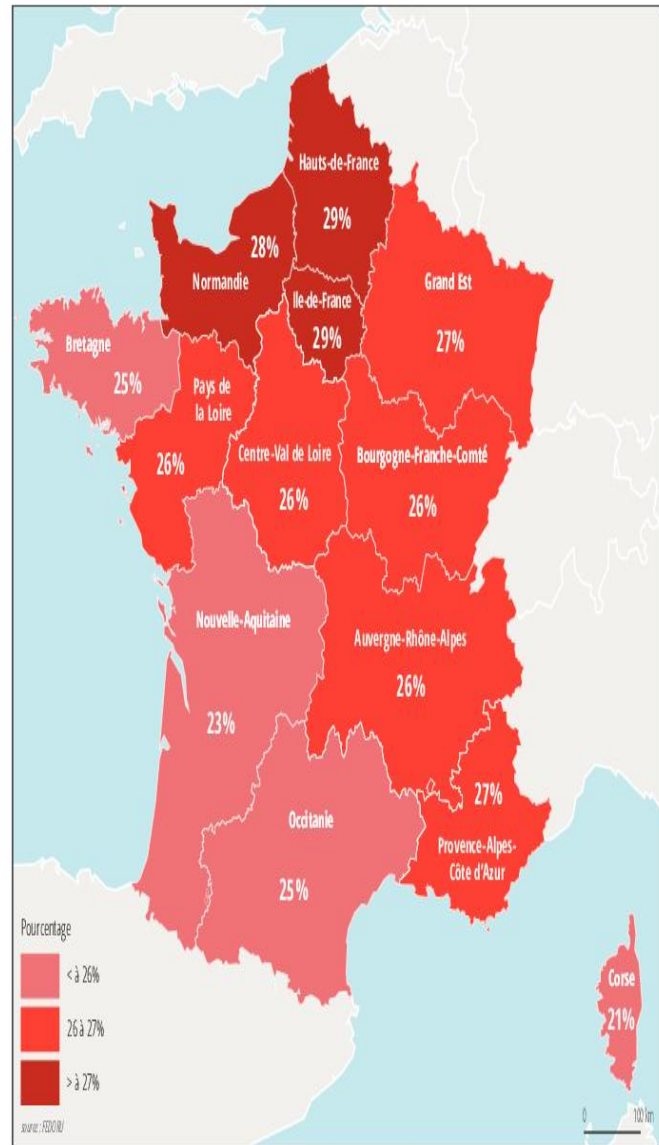 Hauts-de-France
29%
28%
Normandie
Ile-de-France
29%
Grand Est
27%
Bretagne
25%
Pays de
la Loire
26%
Centre-Val de Loire
26%
Bourgogne-Franche-Comté
26%
Nouvelle-Aquitaine
23%
Auvergne-Rhône-Alpes
26%
27%
Provence-Alpes-
Côte d'Azur
Occitanie
25%
Corse
21%
Pourcentage
< à 26%
26 à 27%
> à 27%
source : FEDORU
0 100 km